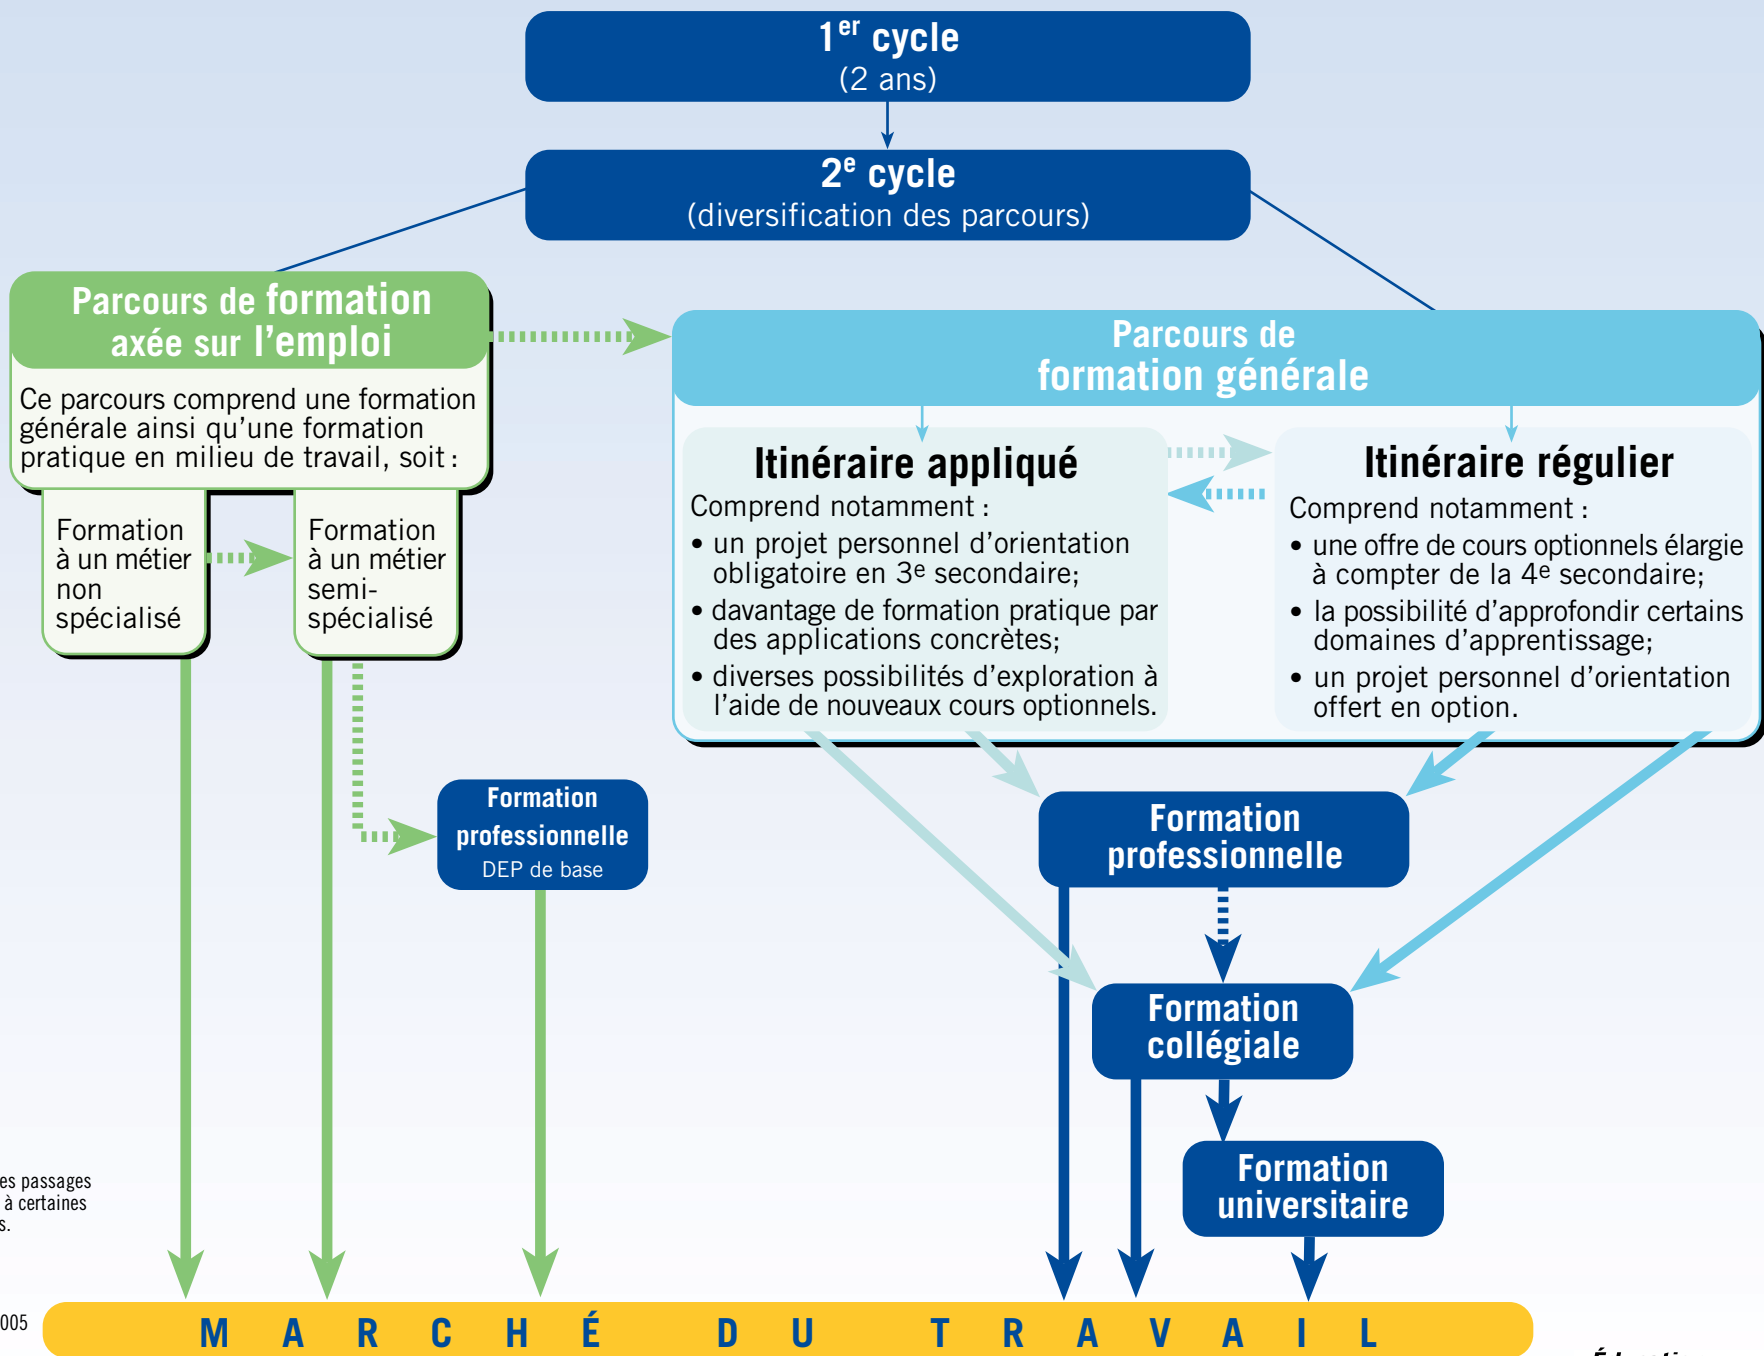 1er cycle
(2 ans)
2e cycle
(diversification des parcours)
Parcours de formation
axée sur l'emploi
Ce parcours comprend une formation
générale ainsi qu'une formation
pratique en milieu de travail, soit :
Formation
à un métier
non
spécialisé
Formation
à un métier
semi-
spécialisé
Parcours de
formation générale
Itinéraire appliqué
Comprend notamment :
• un projet personnel d'orientation
obligatoire en 3e secondaire;
• davantage de formation pratique par
des applications concrètes;
• diverses possibilités d'exploration à
l'aide de nouveaux cours optionnels.
Itinéraire régulier
Comprend notamment :
• une offre de cours optionnels élargie
à compter de la 4e secondaire;
• la possibilité d'approfondir certains
domaines d'apprentissage;
• un projet personnel d'orientation
offert en option.
Formation
professionnelle
DEP de base
Formation
professionnelle
Formation
collégiale
Formation
universitaire
es passages
à certaines
s.
005
MARCHÉ DU TRAVAIL